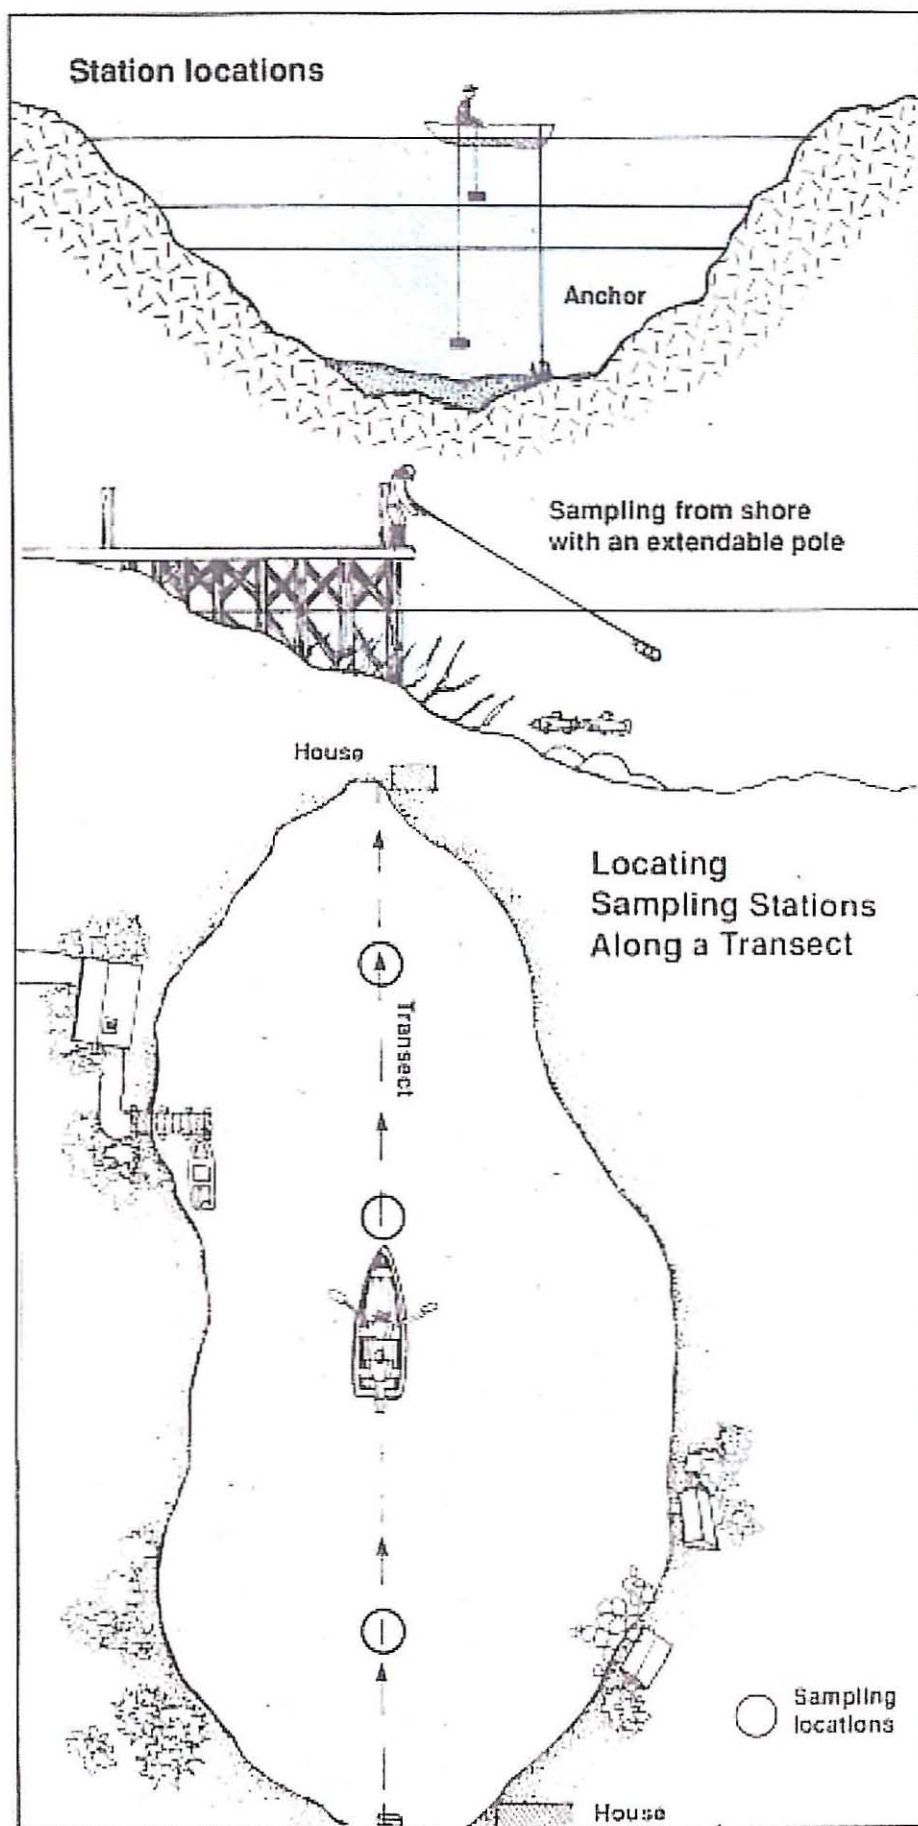 Station locations
Anchor
Sampling from shore
with an extendable pole
House
Locating
Sampling Stations
Along a Transect
Transect
Sampling
locations
House